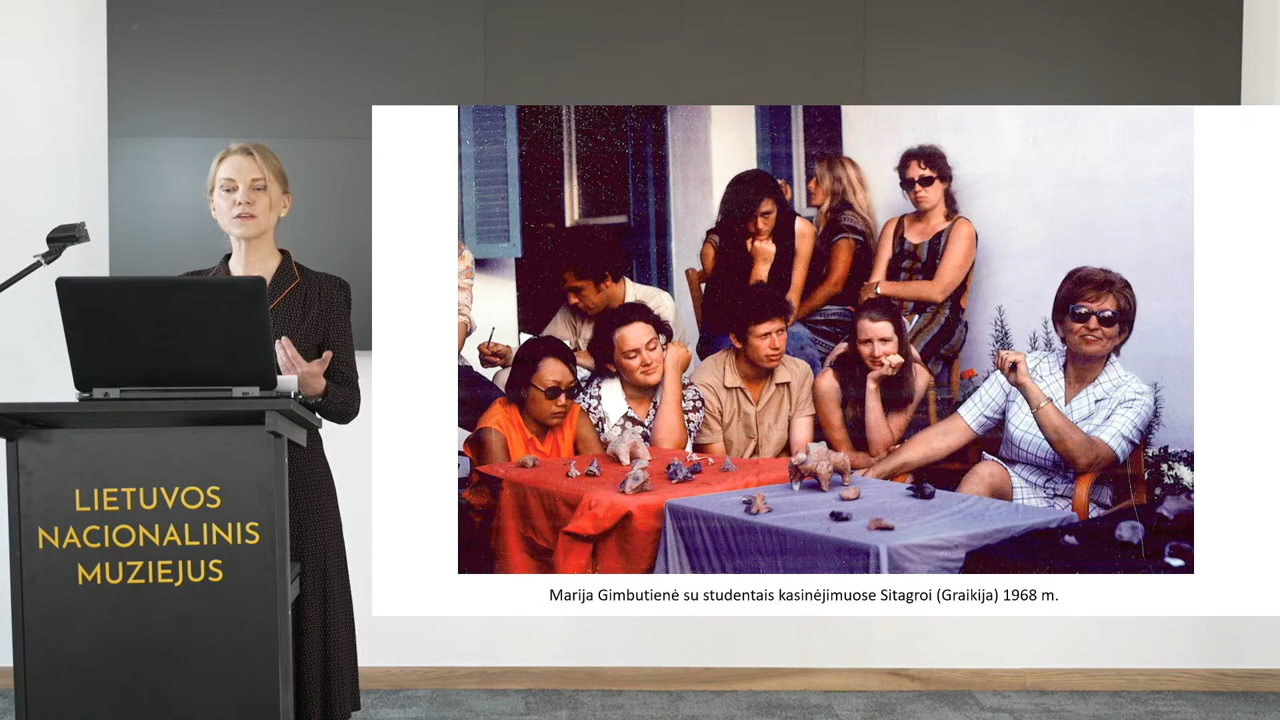 LIETUVOS
NACIONALINIS
MUZIEJUS
Marija Gimbutienė su studentais kasinėjimuose Sitagroi (Graikija) 1968 m.